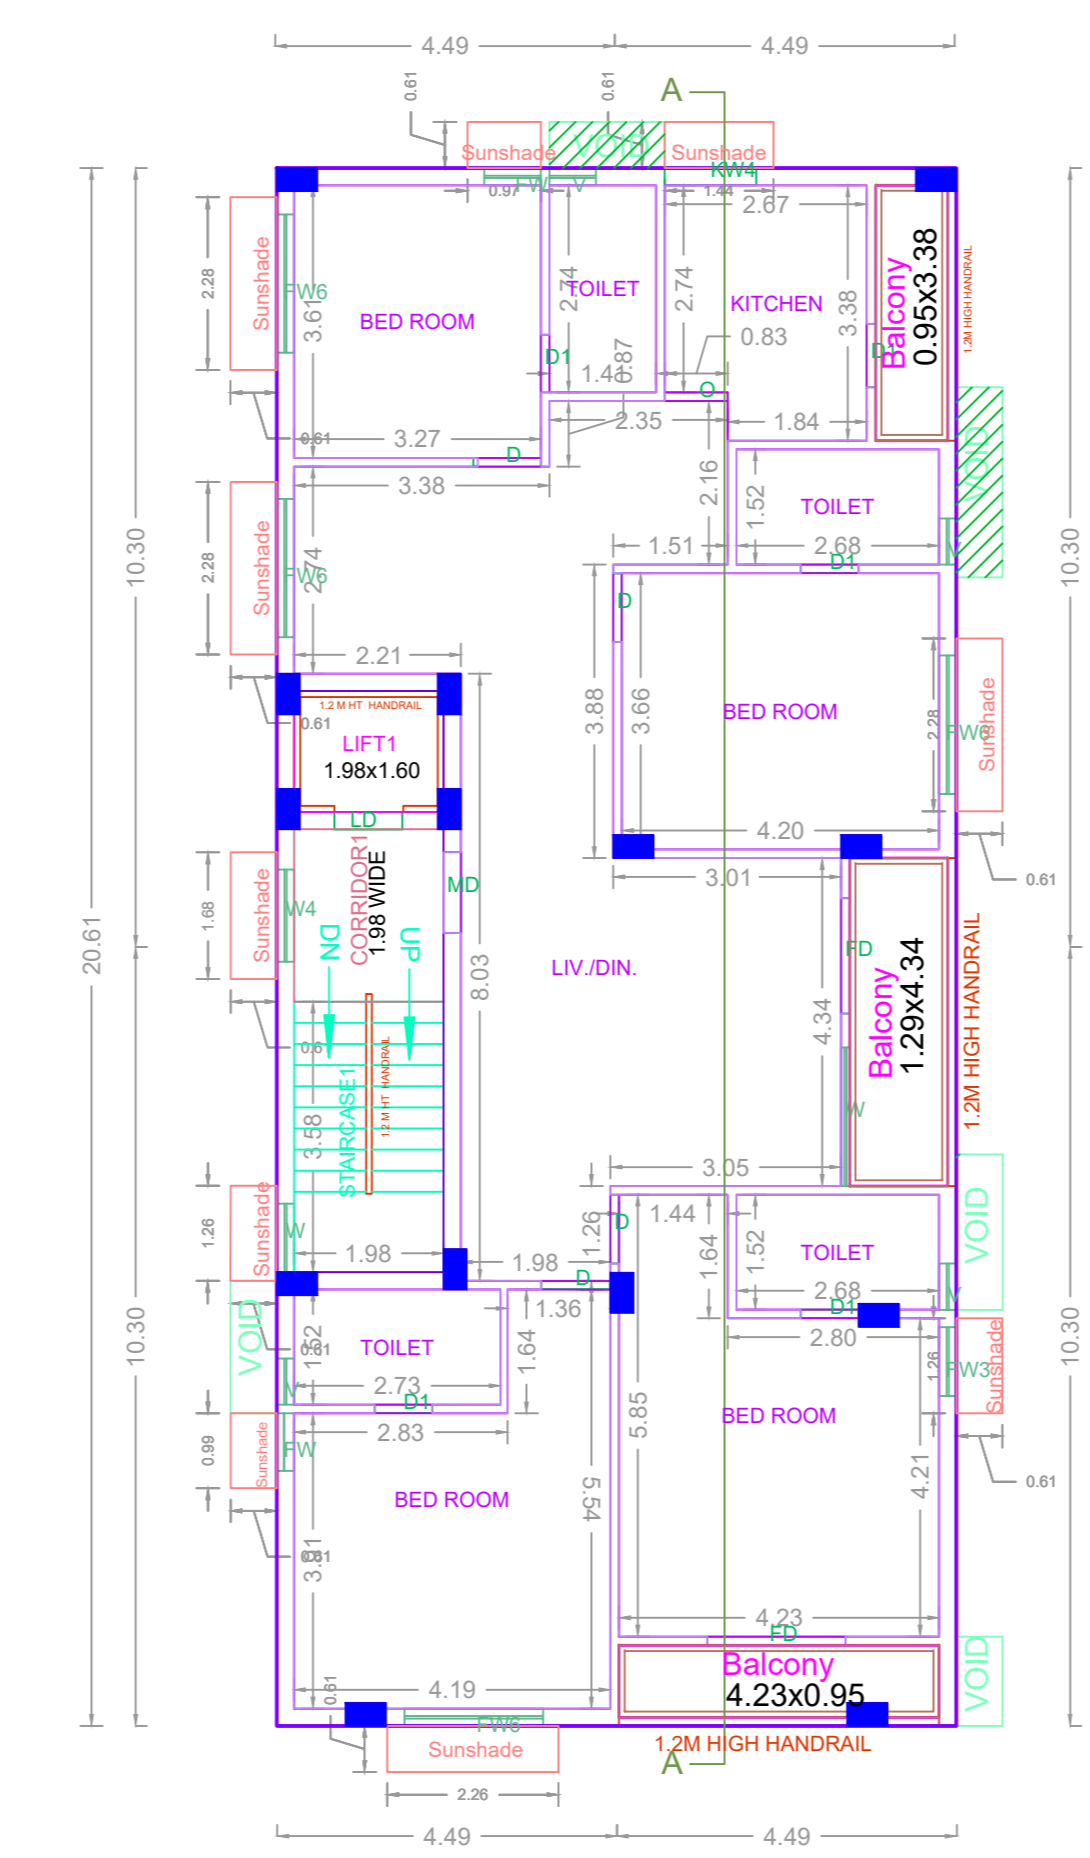 4.49
4.49
0.61
0.61
A
Sunshade
VOID
Sunshade
KW4
FW
V
0.97
1.44
2.67
2.28
Sunshade
FW6
3.61
BED ROOM
2.74
TOILET
2.74
KITCHEN
3.38
Balcony
0.95x3.38
1.2M HIGH HANDRAIL
0.83
D1
D1
1.41
0.87
O
0.61
3.27
2.35
1.84
D
3.38
2.16
1.52
TOILET
VOID
10.30
10.30
2.28
Sunshade
FW6
2.74
1.51
2.68
V
D1
D
2.21
1.2 M HT HANDRAIL
0.61
LIFT1
1.98x1.60
3.88
3.66
BED ROOM
2.28
FW6
Sunshade
LD
4.20
3.01
0.61
1.68
Sunshade
W4
CORRIDOR1
1.98 WIDE
MD
DN
UP
20.61
8.03
LIV./DIN.
FD
4.34
Balcony
1.29x4.34
1.2M HIGH HANDRAIL
STAIRCASE1
1.2 M HT HANDRAIL
3.58
W
3.05
1.26
Sunshade
W
1.98
1.98
1.26
D
1.44
1.64
1.52
TOILET
2.68
V
VOID
D
D1
VOID
0.61
1.52
TOILET
1.36
1.64
2.80
10.30
10.30
2.73
V
D1
2.83
1.26
FW3
Sunshade
0.99
Sunshade
FW
5.85
BED ROOM
4.21
0.61
BED ROOM
5.54
3.81
0.61
4.23
FD
Balcony
4.23x0.95
VOID
4.19
0.61
FW6
Sunshade
1.2M HIGH HANDRAIL
A
2.26
4.49
4.49